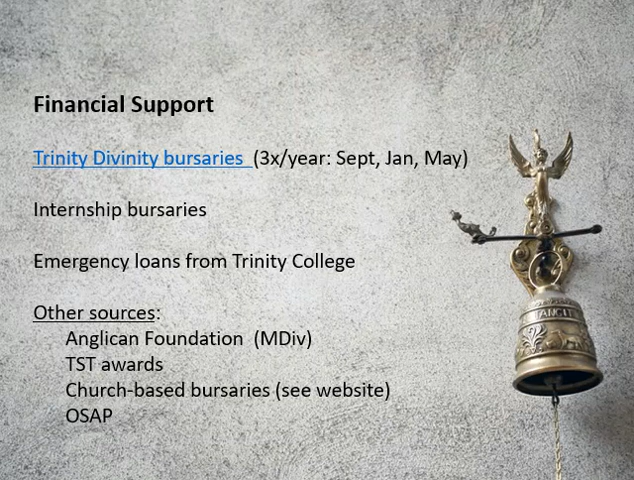 Financial Support
Trinity Divinity bursaries (3x/year: Sept, Jan, May)
Internship bursaries
Emergency loans from Trinity College
Other sources:
Anglican Foundation (MDiv)
TST awards
Church-based bursaries (see website)
OSAP